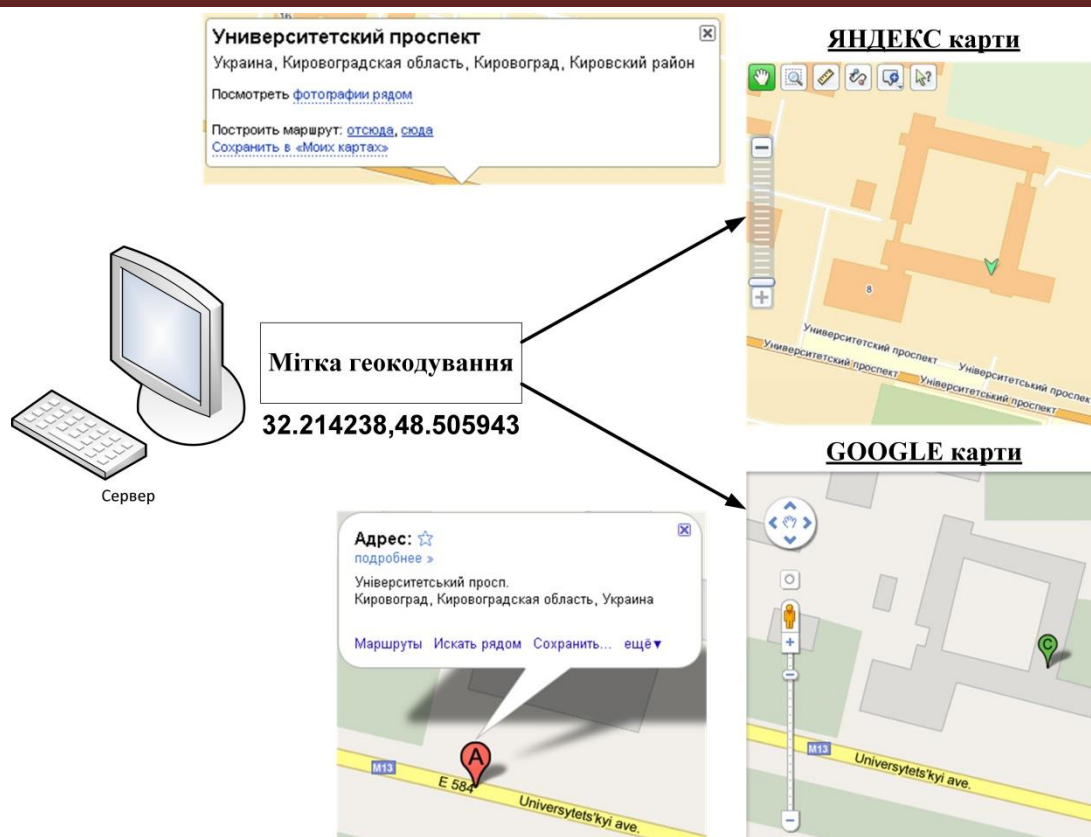 16
Университетский проспект
Украина, Кировоградская область, Кировоград, Кировский район
Посмотреть фотографии рядом
Построить маршрут: отсюда, сюда
Сохранить в «Моих картах»
ЯНДЕКС карти
8
Университетский проспект
Університетський проспект
Университетский проспект
Університетський проспект
Мітка геокодування
32.214238,48.505943
Сервер
GOOGLE карти
C
M13
Universytets'kyi ave.
Адрес:
подробнее »
Університетський просп.
Кировоград, Кировоградская область, Украина
Маршруты Искать рядом Сохранить... ещё▼
A
M13
E 584
Universytets'kyi ave.